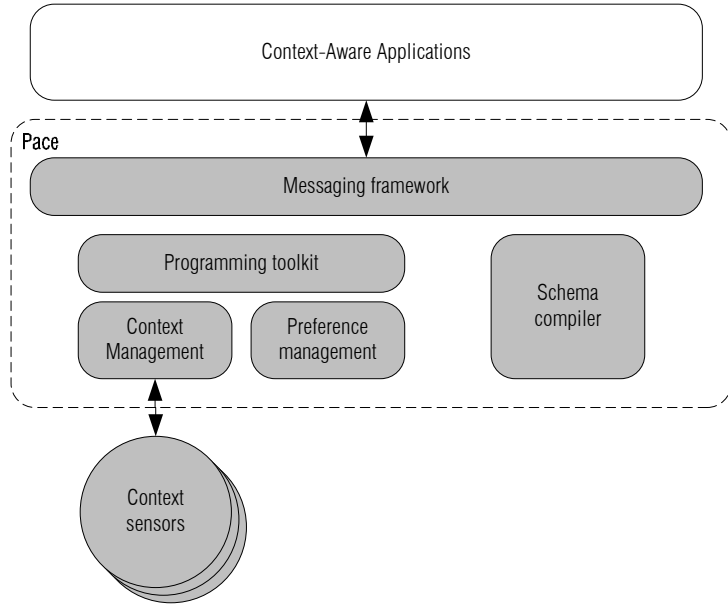 Context-Aware Applications
Pace
Messaging framework
Programming toolkit
Schema
compiler
Context
Management
Preference
management
Context
sensors